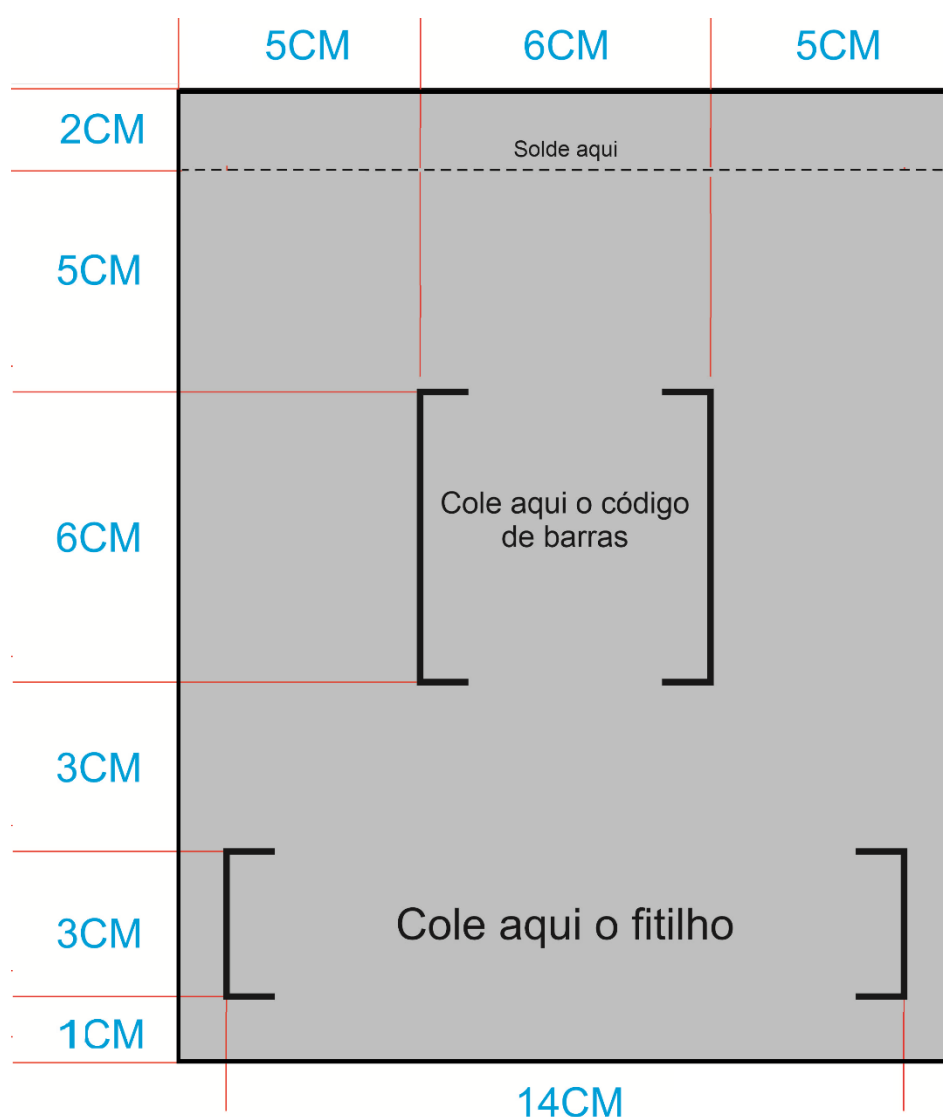 5CM 6CM 5CM
2CM
Solde aqui
5CM
6CM
Cole aqui o código
de barras
3CM
3CM
Cole aqui o fitilho
1CM
14CM